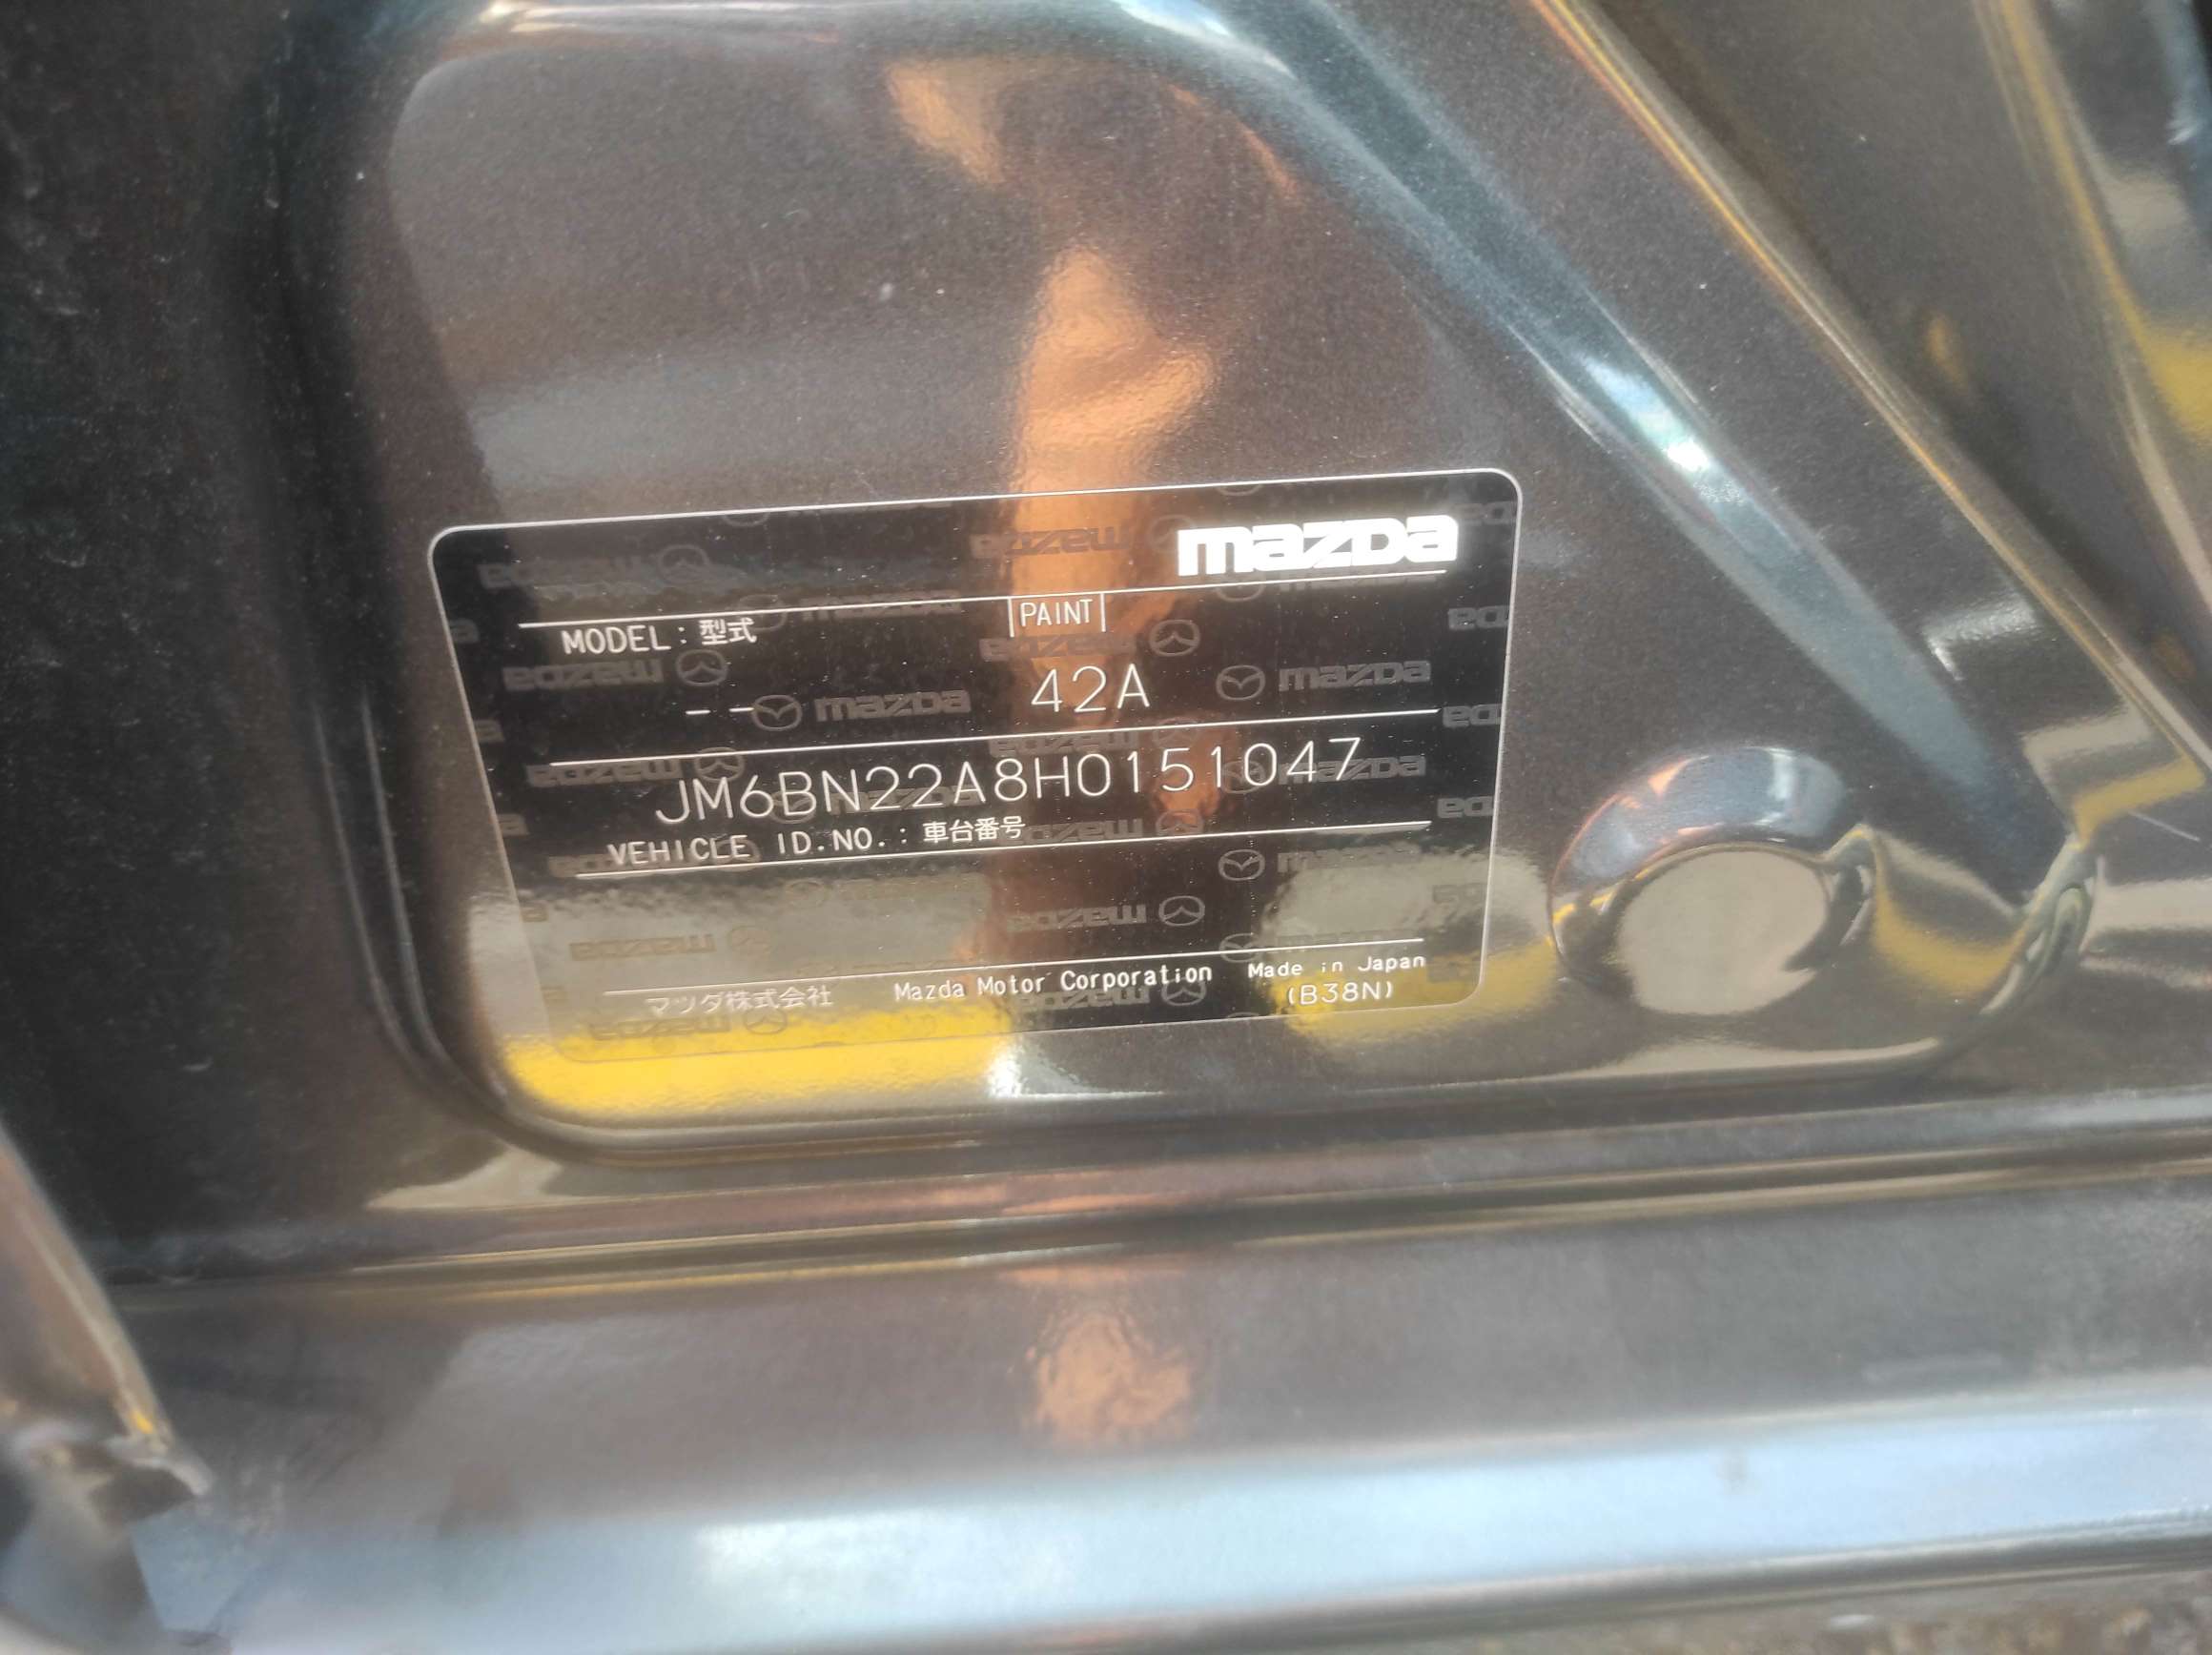 mazda
MODEL : 型式
PAINT
--
42A
JM6BN22A8H0151047
VEHICLE ID.NO. : 車台番号
マツダ株式会社 Mazda Motor Corporation Made in Japan
(B38N)